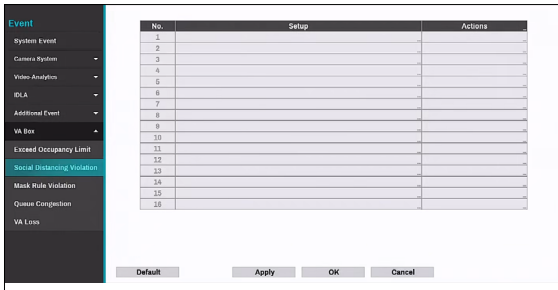 Event
System Event
Camera System
Video-Analytics
IDLA
Additional Event
VA Box
Exceed Occupancy Limit
Social Distancing Violation
Mask Rule Violation
Queue Congestion
VA Loss
No. Setup Actions ...
1 ... ...
2 ... ...
3 ... ...
4 ... ...
5 ... ...
6 ... ...
7 ... ...
8 ... ...
9 ... ...
10 ... ...
11 ... ...
12 ... ...
13 ... ...
14 ... ...
15 ... ...
16 ... ...
Default Apply OK Cancel